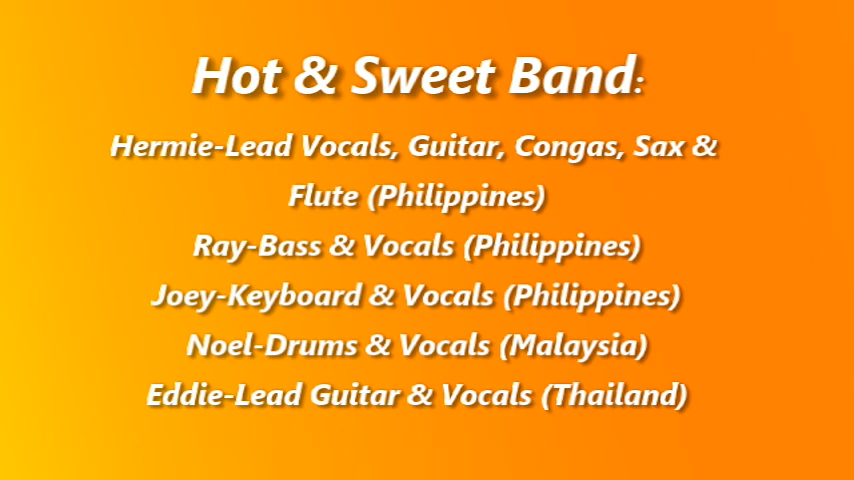 Hot & Sweet Band:
Hermie-Lead Vocals, Guitar, Congas, Sax &
Flute (Philippines)
Ray-Bass & Vocals (Philippines)
Joey-Keyboard & Vocals (Philippines)
Noel-Drums & Vocals (Malaysia)
Eddie-Lead Guitar & Vocals (Thailand)